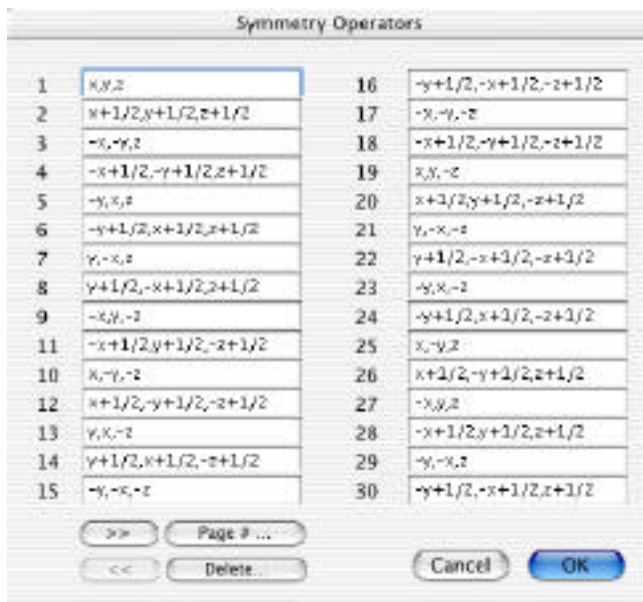 Symmetry Operators
1 x,y,z
2 x+1/2,y+1/2,z+1/2
3 -x,-y,z
4 -x+1/2,-y+1/2,z+1/2
5 -y,x,z
6 -y+1/2,x+1/2,z+1/2
7 y,-x,z
8 y+1/2,-x+1/2,z+1/2
9 -x,y,-z
11 -x+1/2,y+1/2,-z+1/2
10 x,-y,-z
12 x+1/2,-y+1/2,-z+1/2
13 y,x,-z
14 y+1/2,x+1/2,-z+1/2
15 -y,-x,-z
16 -y+1/2,-x+1/2,-z+1/2
17 -x,-y,-z
18 -x+1/2,-y+1/2,-z+1/2
19 x,y,-z
20 x+1/2,y+1/2,-z+1/2
21 y,-x,-z
22 y+1/2,-x+1/2,-z+1/2
23 -y,x,-z
24 -y+1/2,x+1/2,-z+1/2
25 x,-y,z
26 x+1/2,-y+1/2,z+1/2
27 -x,y,z
28 -x+1/2,y+1/2,z+1/2
29 -y,-x,z
30 -y+1/2,-x+1/2,z+1/2
>> Page # ...
<< Delete...
Cancel OK